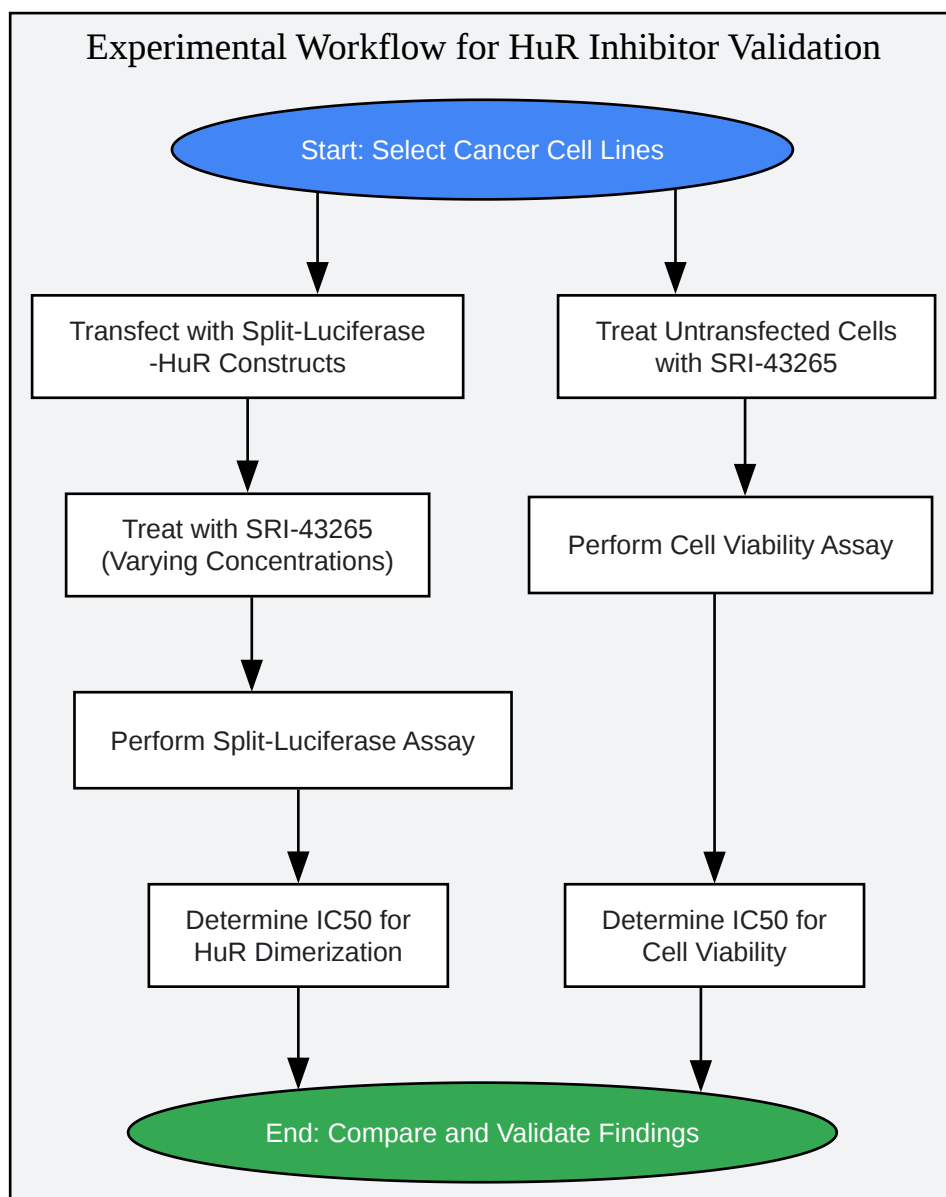 Experimental Workflow for HuR Inhibitor Validation
Start: Select Cancer Cell Lines
Transfect with Split-Luciferase
-HuR Constructs
Treat Untransfected Cells
with SRI-43265
Treat with SRI-43265
(Varying Concentrations)
Perform Cell Viability Assay
Perform Split-Luciferase Assay
Determine IC50 for
HuR Dimerization
Determine IC50 for
Cell Viability
End: Compare and Validate Findings